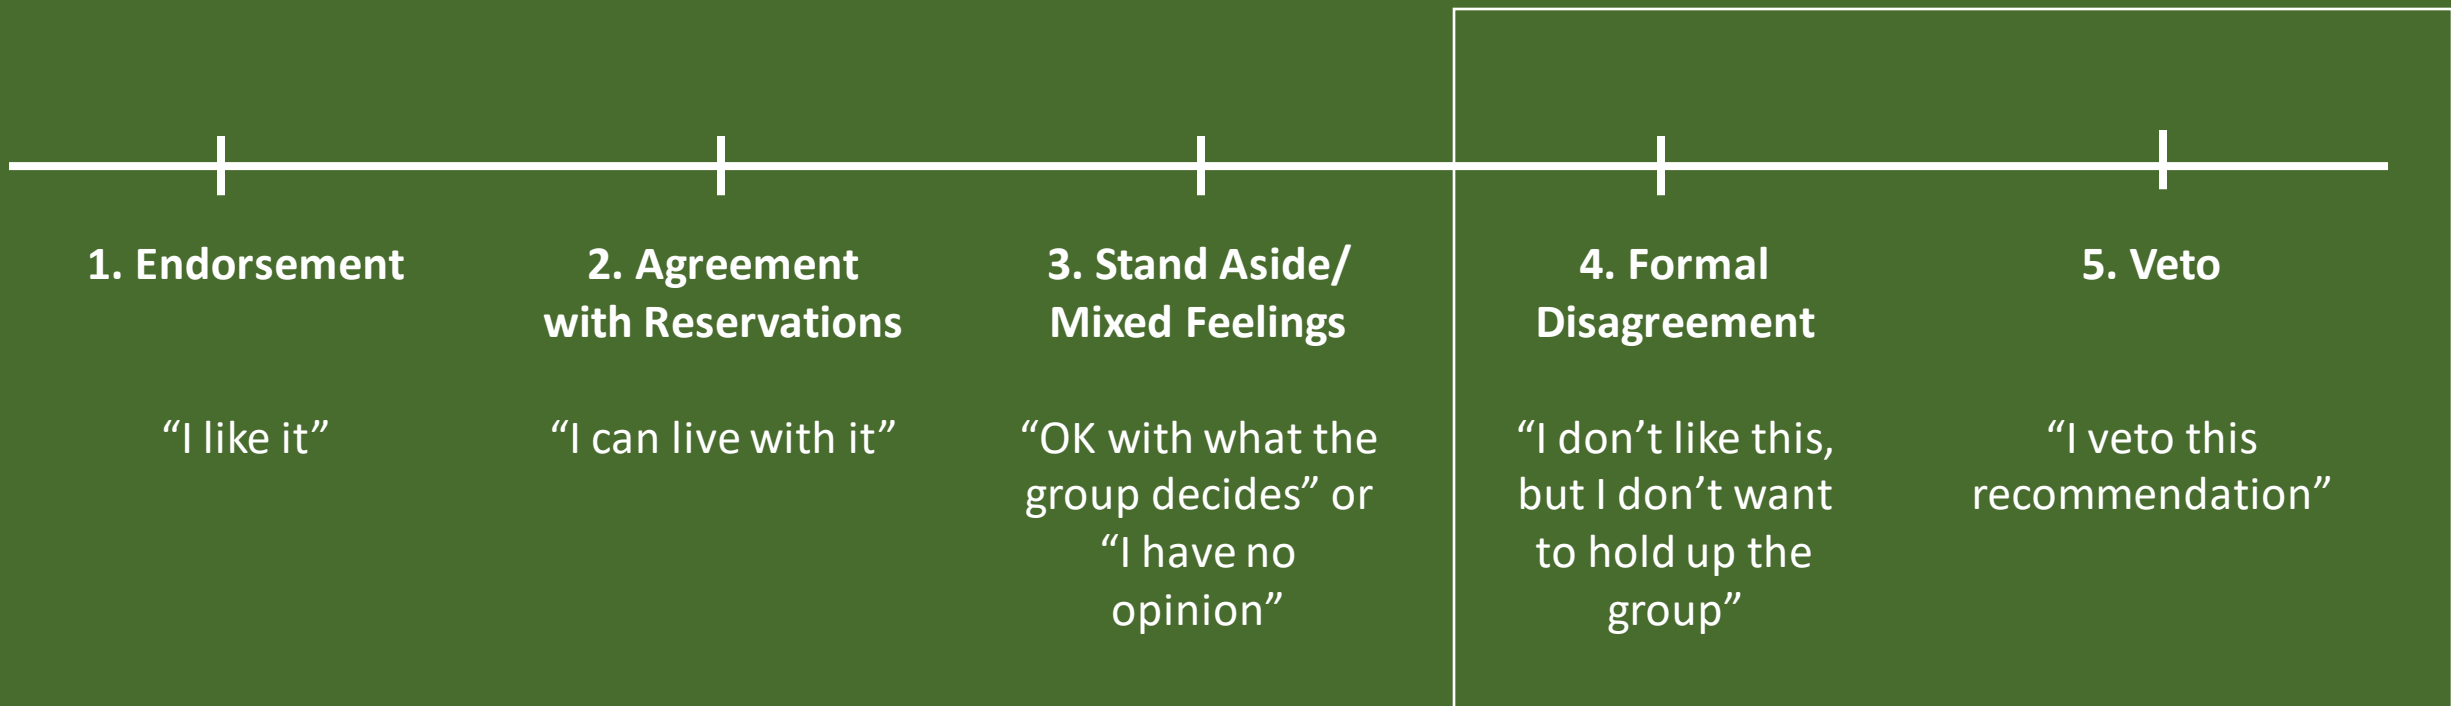 1. Endorsement
“I like it”
2. Agreement
with Reservations
“I can live with it”
3. Stand Aside/
Mixed Feelings
“OK with what the
group decides” or
“I have no
opinion”
4. Formal
Disagreement
“I don’t like this,
but I don’t want
to hold up the
group”
5. Veto
“I veto this
recommendation”